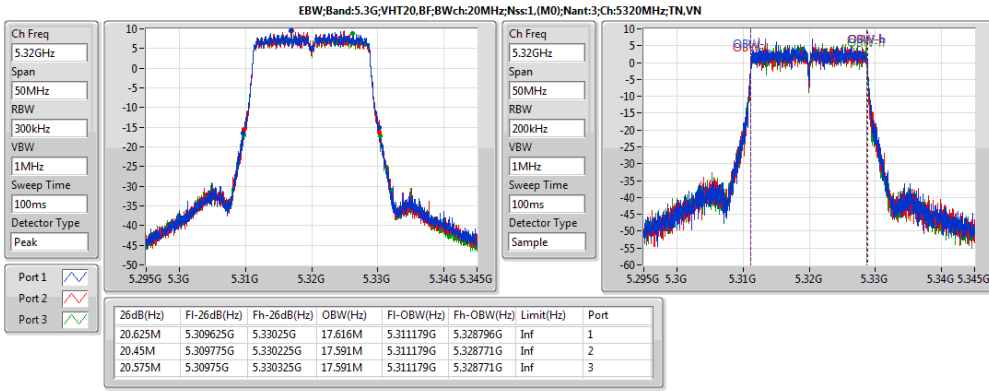 EBW;Band:5.3G;VHT20,BF;BWch:20MHz;Nss:1,(M0);Nant:3;Ch:5320MHz;TN,VN
Ch Freq
5.32GHz
Span
50MHz
RBW
300kHz
VBW
1MHz
Sweep Time
100ms
Detector Type
Peak
10
5
0
-5
-10
-15
-20
-25
-30
-35
-40
-45
-50
5.295G 5.3G 5.31G 5.32G 5.33G 5.34G 5.345G
Ch Freq
5.32GHz
Span
50MHz
RBW
200kHz
VBW
1MHz
Sweep Time
100ms
Detector Type
Sample
10
5
0
-5
-10
-15
-20
-25
-30
-35
-40
-45
-50
-55
-60
5.295G 5.3G 5.31G 5.32G 5.33G 5.34G 5.345G
OBW-h
Port 1
Port 2
Port 3
26dB(Hz) Fl-26dB(Hz) Fh-26dB(Hz) OBW(Hz) Fl-OBW(Hz) Fh-OBW(Hz) Limit(Hz) Port
20.625M 5.309625G 5.33025G 17.616M 5.311179G 5.328796G Inf 1
20.45M 5.309775G 5.330225G 17.591M 5.311179G 5.328771G Inf 2
20.575M 5.30975G 5.330325G 17.591M 5.311179G 5.328771G Inf 3